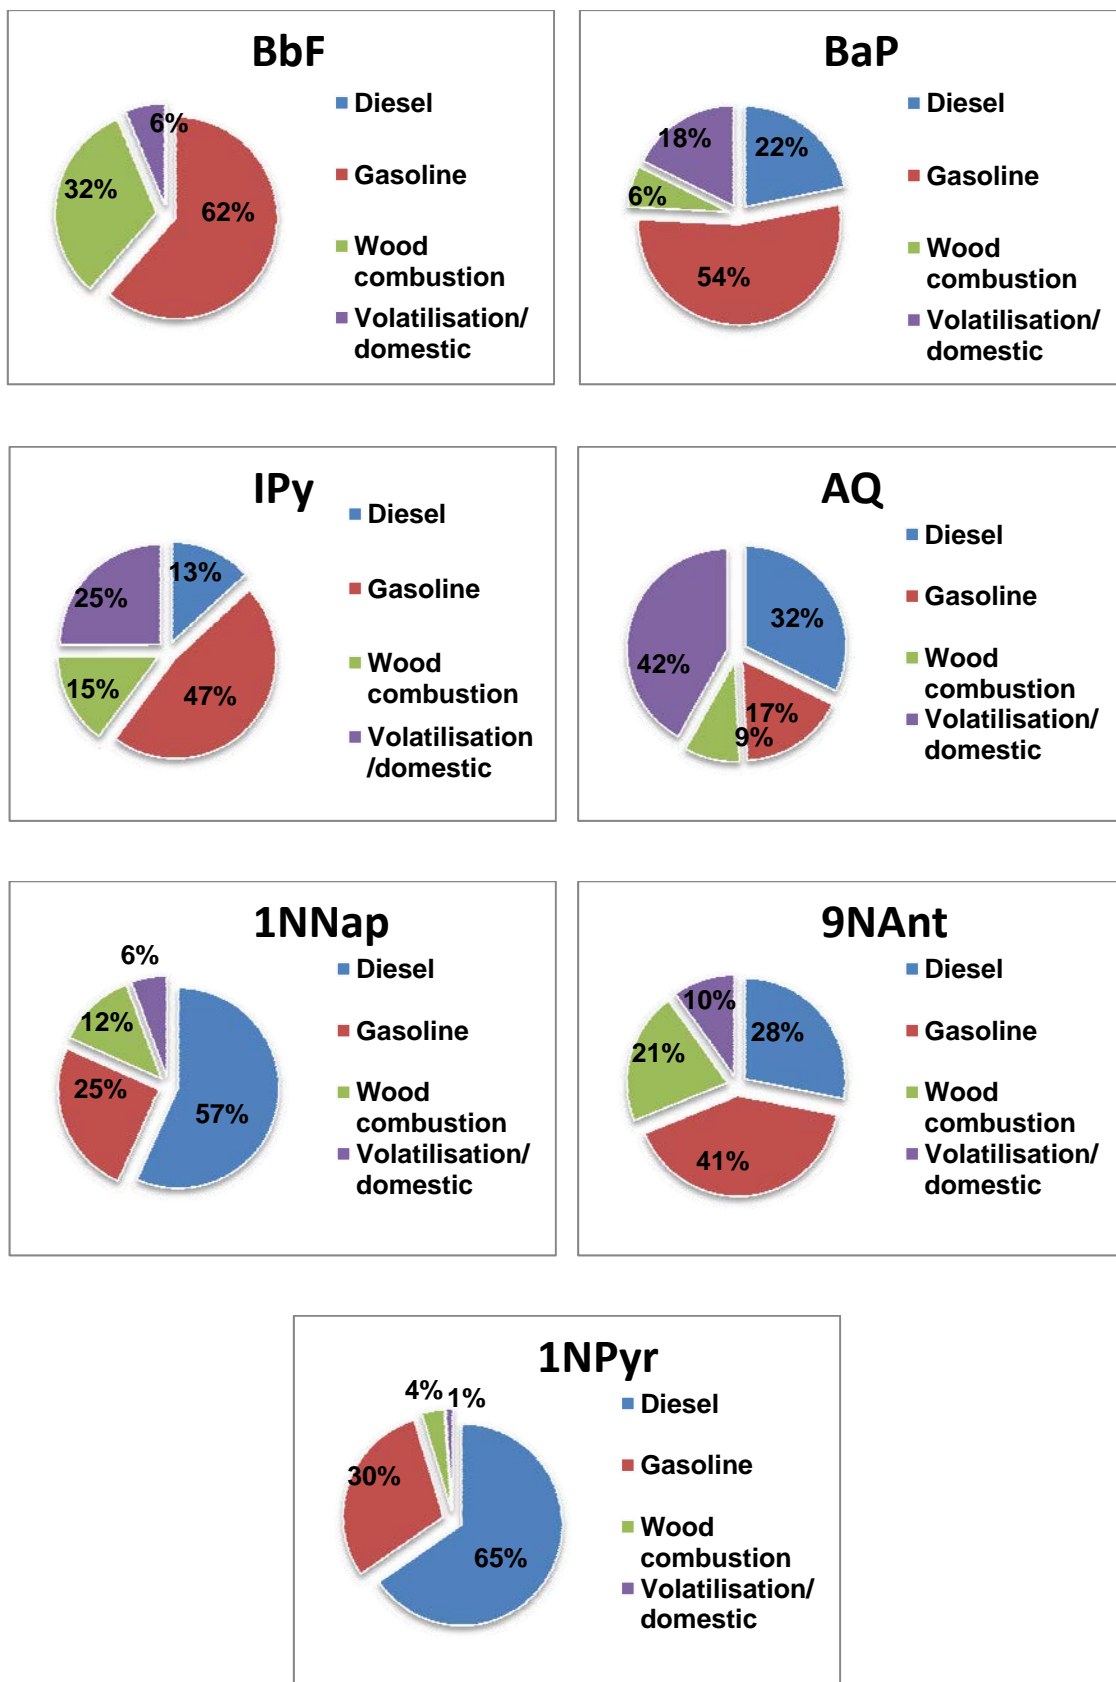 BbF
Diesel
Gasoline
Wood
combustion
Volatilisation/
domestic
6%
32%
62%
BaP
Diesel
Gasoline
Wood
combustion
Volatilisation/
domestic
18%
22%
6%
54%
IPy
Diesel
Gasoline
Wood
combustion
Volatilisation
/domestic
13%
25%
15%
47%
AQ
Diesel
Gasoline
Wood
combustion
Volatilisation/
domestic
32%
42%
17%
9%
1NNap
Diesel
Gasoline
Wood
combustion
Volatilisation/
domestic
6%
12%
25%
57%
9NAnt
Diesel
Gasoline
Wood
combustion
Volatilisation/
domestic
10%
28%
21%
41%
1NPyr
Diesel
Gasoline
Wood
combustion
Volatilisation/
domestic
4%
1%
30%
65%